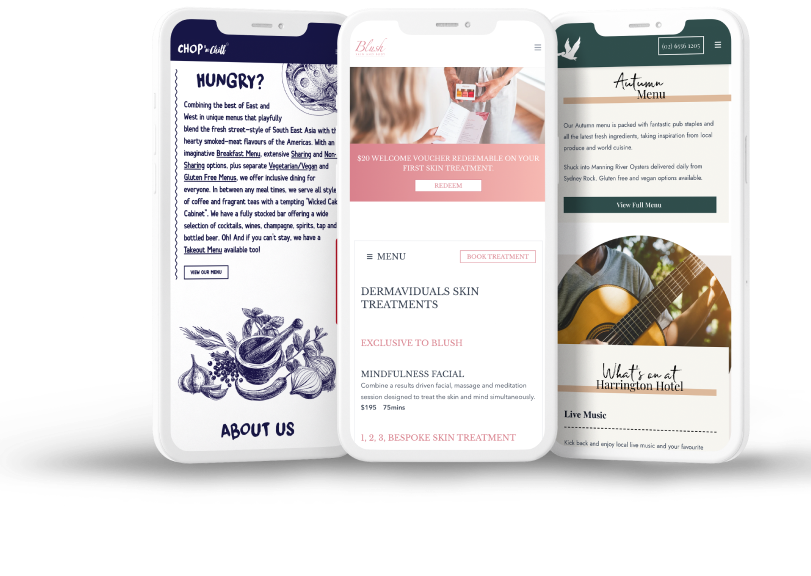 CHOP 'n Chill
HUNGRY?
Combining the best of East and
West in unique menus that playfully
blend the fresh street-style of South East Asia with th
hearty smoked-meat flavours of the Americas. With an
imaginative Breakfast Menu, extensive Sharing and Non-
Sharing options, plus separate Vegetarian/Vegan and
Gluten Free Menus, we offer inclusive dining for
everyone. In between any meal times, we serve all style
of coffee and fragrant teas with a tempting "Wicked Cak
Cabinet". We have a fully stocked bar offering a wide
selection of cocktails, wines, champagne, spirits, tap and
bottled beer. Oh! And if you can't stay, we have a
Takeout Menu available too!
VIEW OUR MENU
ABOUT US
Blush
$20 WELCOME VOUCHER REDEEMABLE ON YOUR
FIRST SKIN TREATMENT
REDEEM
MENU
BOOK TREATMENT
DERMAVIDUALS SKIN
TREATMENTS
EXCLUSIVE TO BLUSH
MINDFULNESS FACIAL
Combine a results driven facial, massage and meditation
session designed to treat the skin and mind simultaneously.
$195 75mins
1, 2, 3, BESPOKE SKIN TREATMENT
(02) 6556 1205
Autumn
Menu
Our Autumn menu is packed with fantastic pub staples and
all the latest fresh ingredients, taking inspiration from local
produce and world cuisine.
Shuck into Manning River Oysters delivered daily from
Sydney Rock. Gluten free and vegan options available.
View Full Menu
What's on at
Harrington Hotel
Live Music
Kick back and enjoy local live music and your favourite